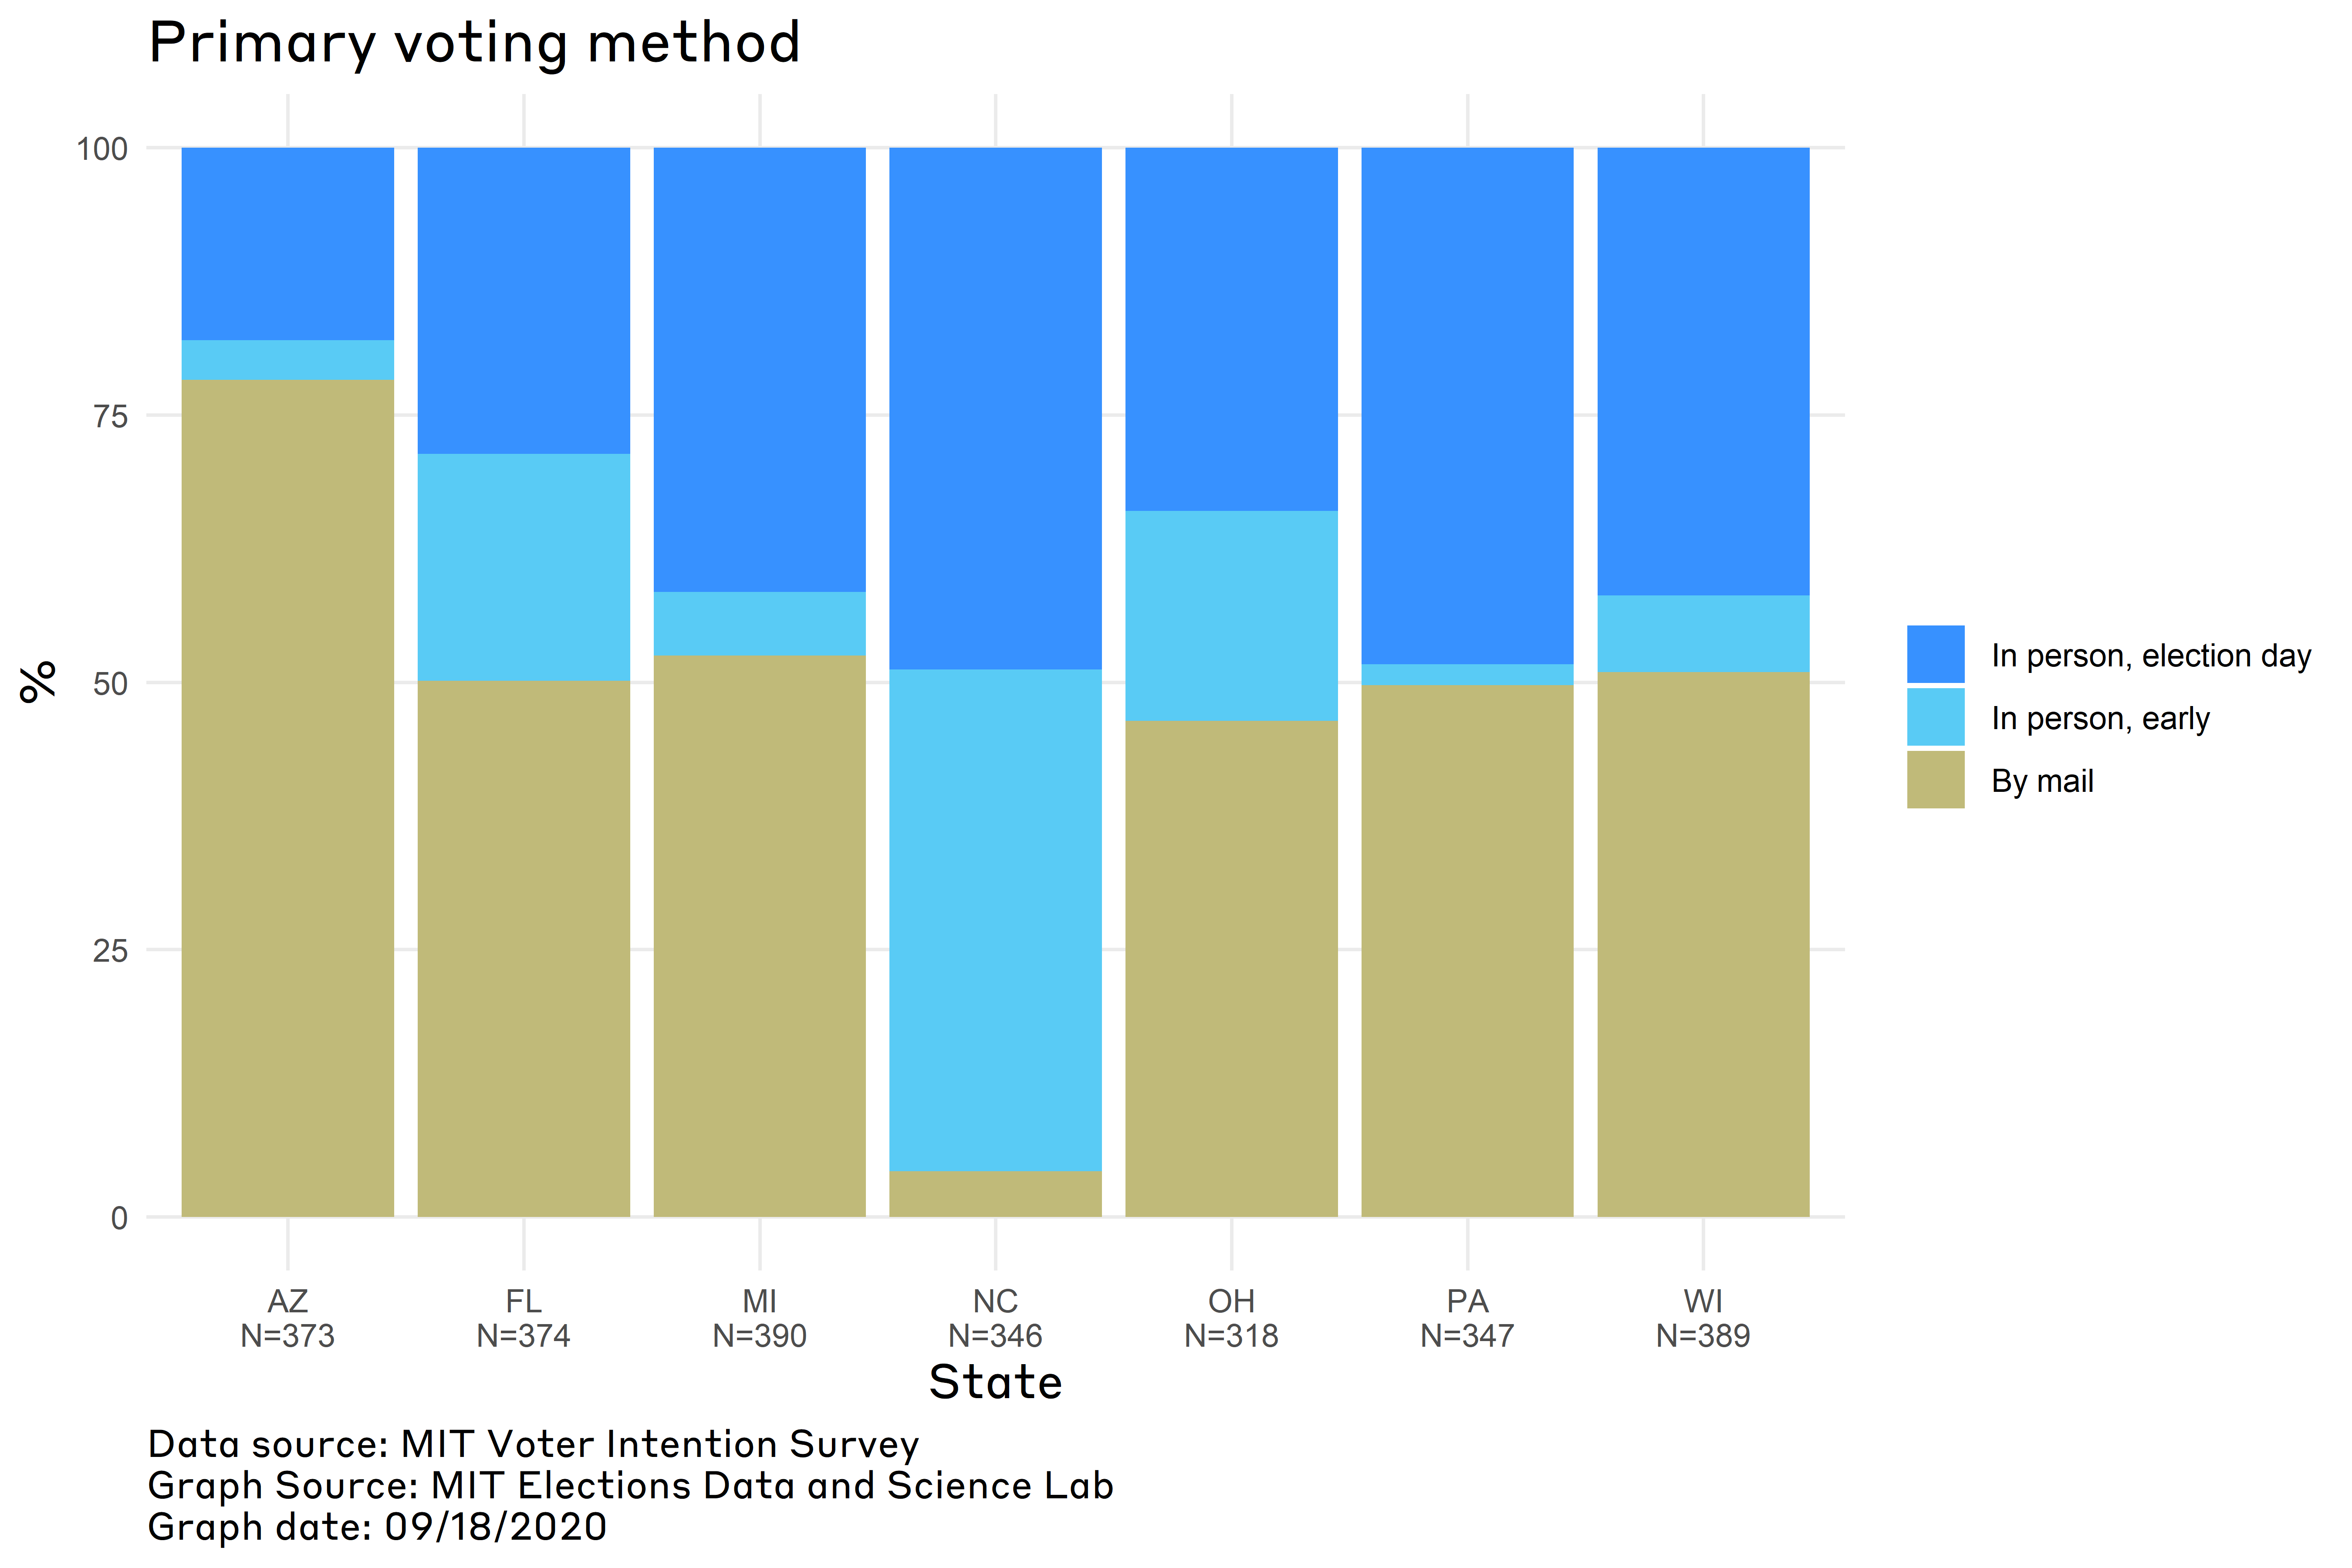 Primary voting method
100
75
50
25
0
%
In person, election day
In person, early
By mail
AZ
N=373
FL
N=374
MI
N=390
NC
N=346
OH
N=318
PA
N=347
WI
N=389
State
Data source: MIT Voter Intention Survey
Graph Source: MIT Elections Data and Science Lab
Graph date: 09/18/2020